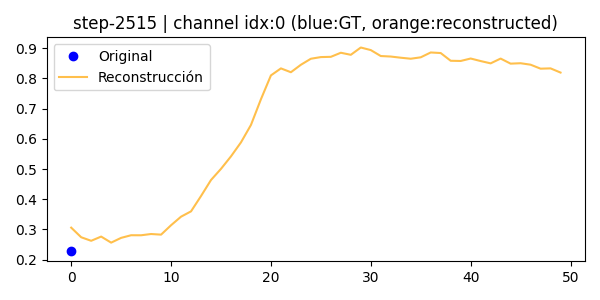 step-2515 | channel idx:0 (blue:GT, orange:reconstructed)
Original
Reconstrucción
0.9
0.8
0.7
0.6
0.5
0.4
0.3
0.2
0 10 20 30 40 50